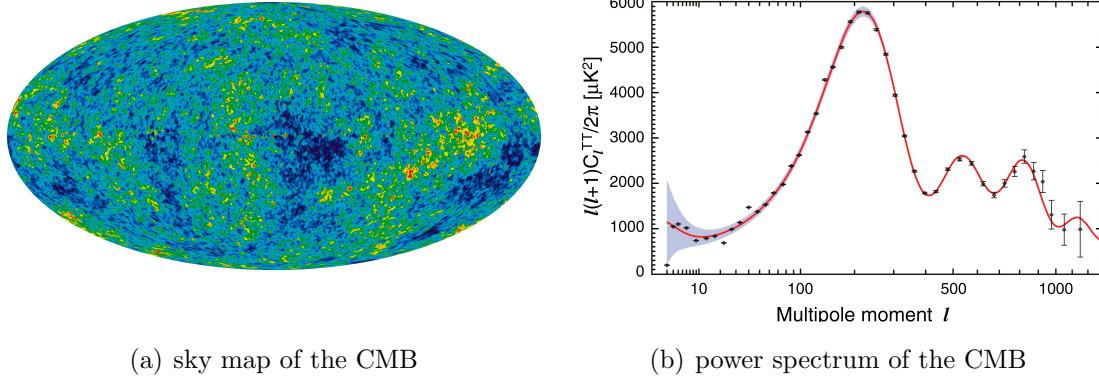 6000
5000
4000
3000
2000
1000
0
l(l+1)C_l^TT/2π [μK²]
10 100 500 1000
Multipole moment l
(a) sky map of the CMB
(b) power spectrum of the CMB